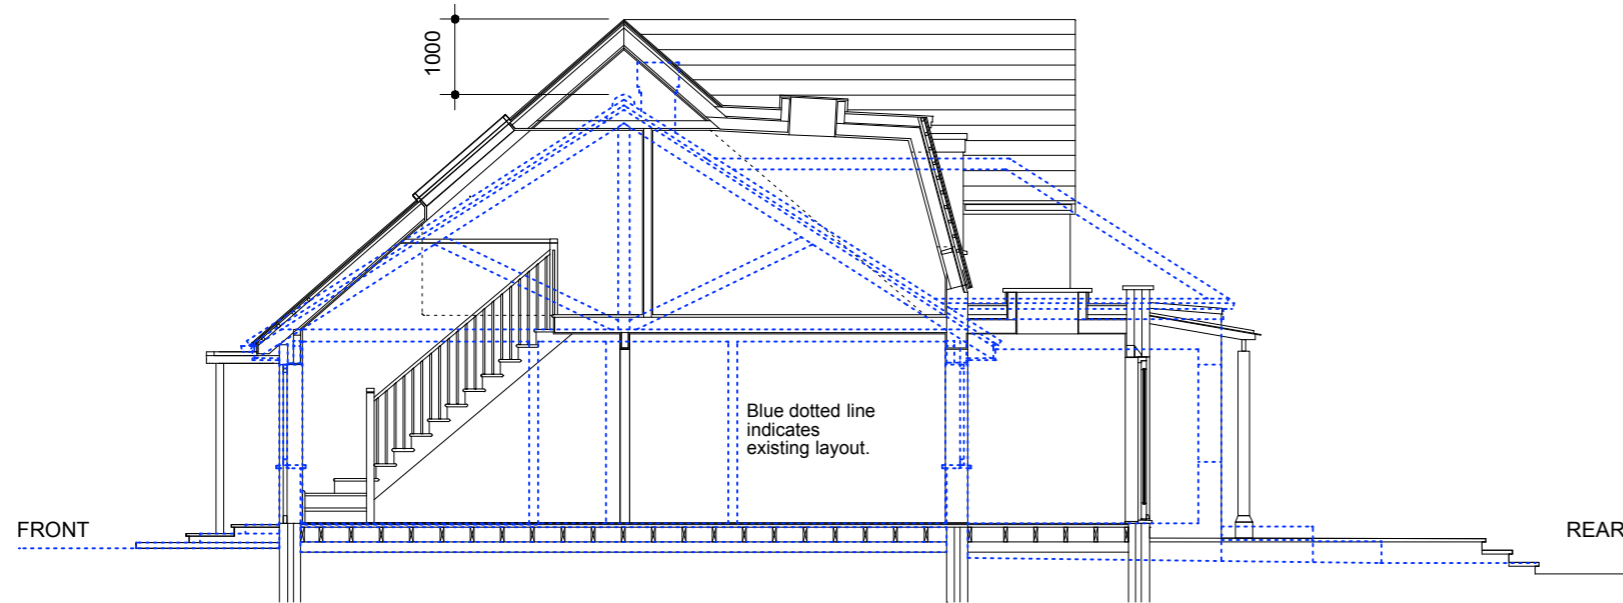 1000
Blue dotted line
indicates
existing layout.
FRONT
REAR